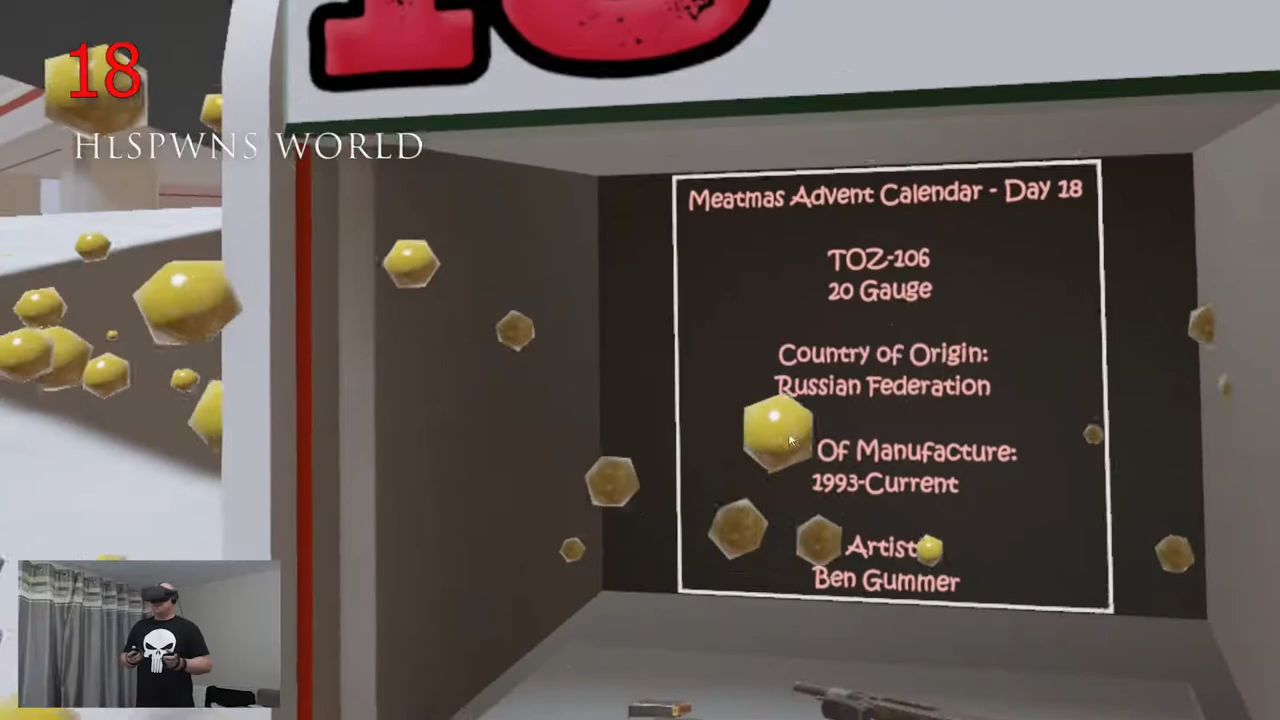 18
18
HLSPWNS WORLD
Meatmas Advent Calendar - Day 18
TOZ-106
20 Gauge
Country of Origin:
Russian Federation
Of Manufacture:
1993-Current
Artist
Ben Gummer